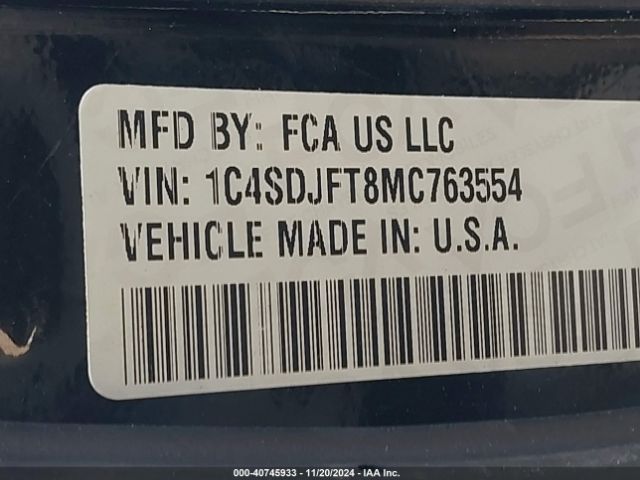 MFD BY: FCA US LLC
VIN: 1C4SDJFT8MC763554
VEHICLE MADE IN: U.S.A.
000-40745933 - 11/20/2024 - IAA Inc.